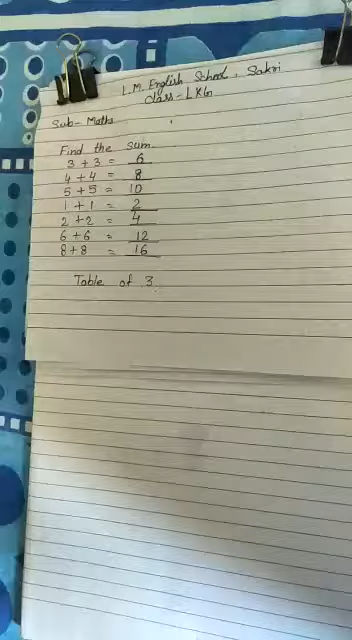 L.M. English School, Sakri
Class - LKG
Sub- Maths
Find the sum.
3 + 3 = 6
4 + 4 = 8
5 + 5 = 10
1 + 1 = 2
2 + 2 = 4
6 + 6 = 12
8 + 8 = 16
Table of 3.